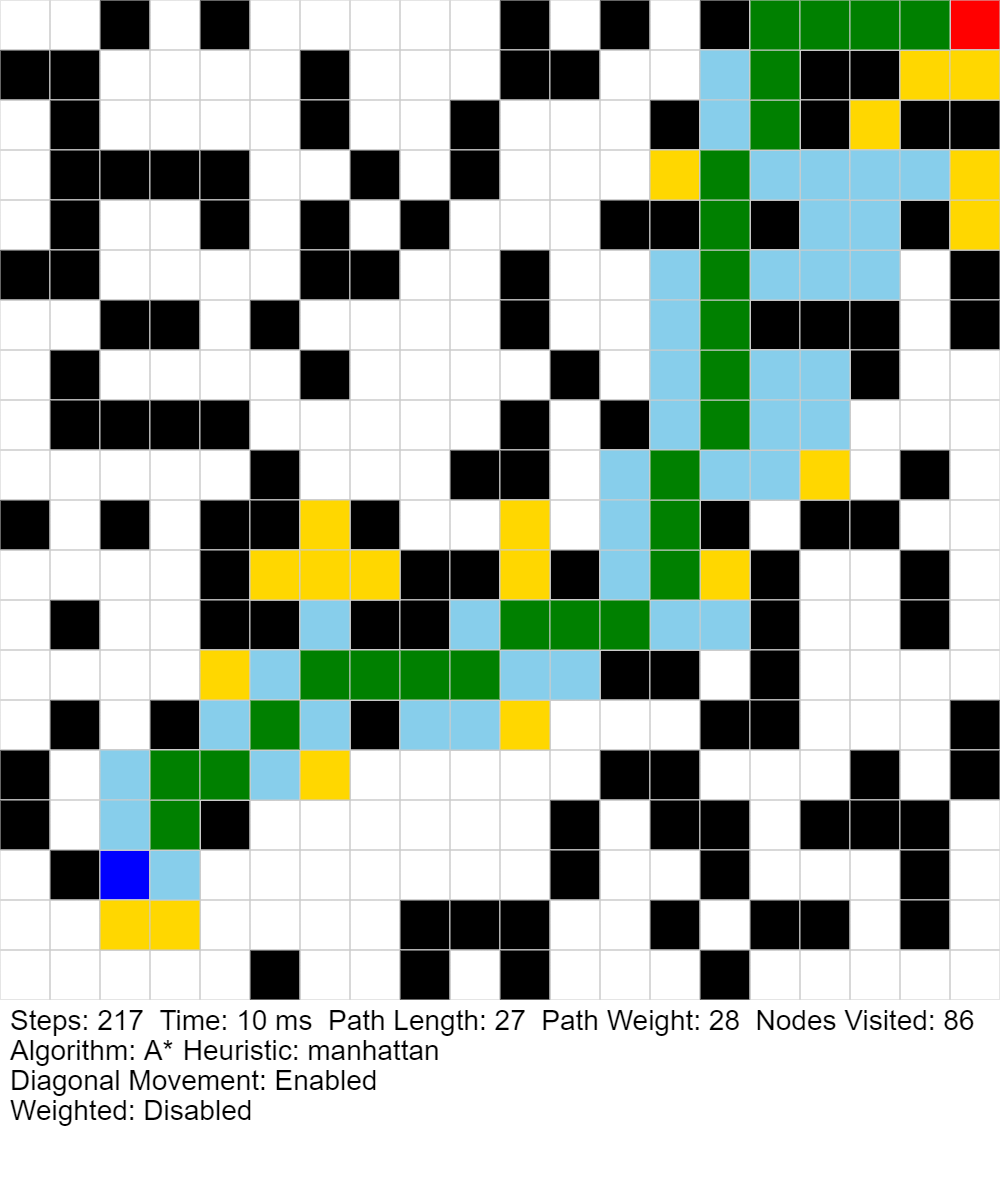 Steps: 217  Time: 10 ms  Path Length: 27  Path Weight: 28  Nodes Visited: 86
Algorithm: A* Heuristic: manhattan
Diagonal Movement: Enabled
Weighted: Disabled